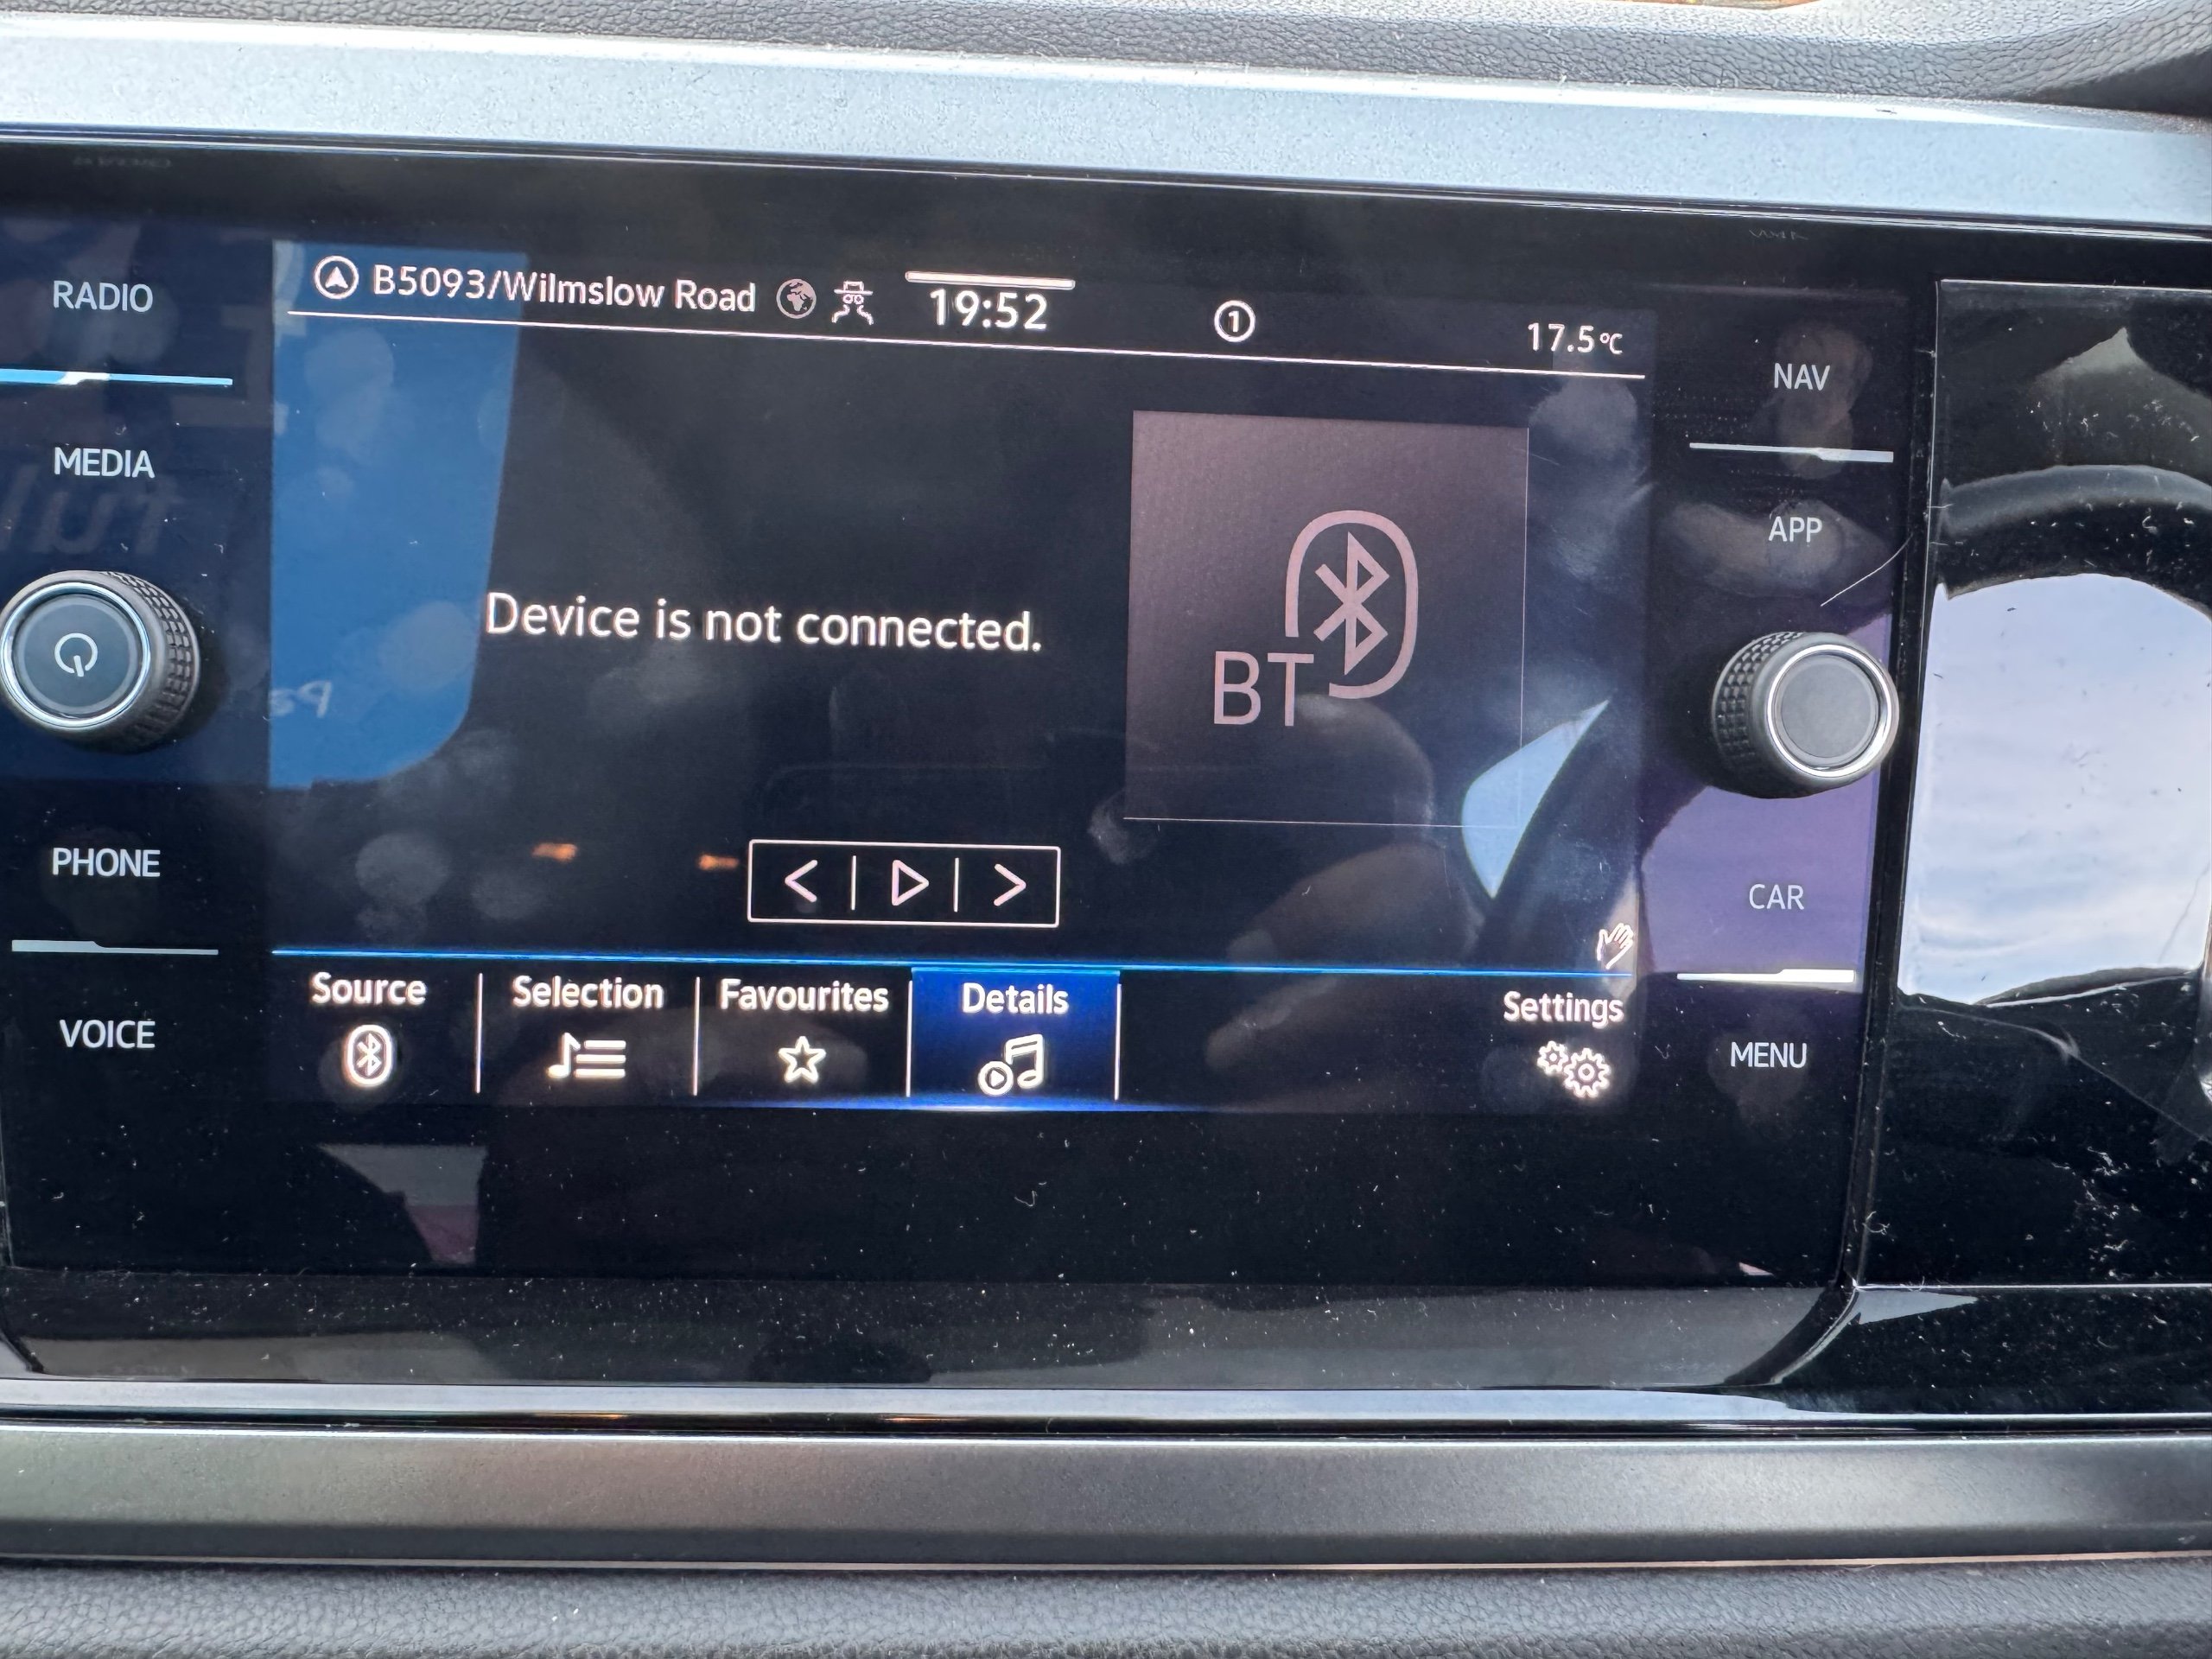 B5093/Wilmslow Road 19:52 1 17.5°C
RADIO
MEDIA
PHONE
VOICE
Device is not connected.
BT
Source
Selection
Favourites
Details
Settings
NAV
APP
CAR
MENU